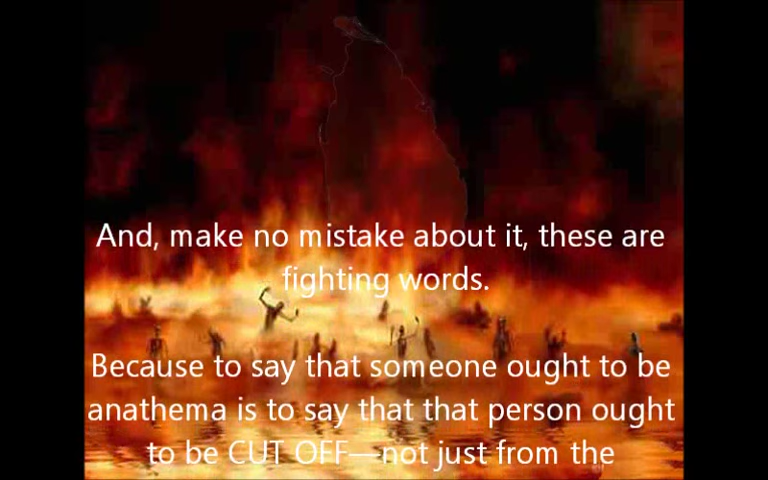 And, make no mistake about it, these are
fighting words.
Because to say that someone ought to be
anathema is to say that that person ought
to be CUT OFF—not just from the